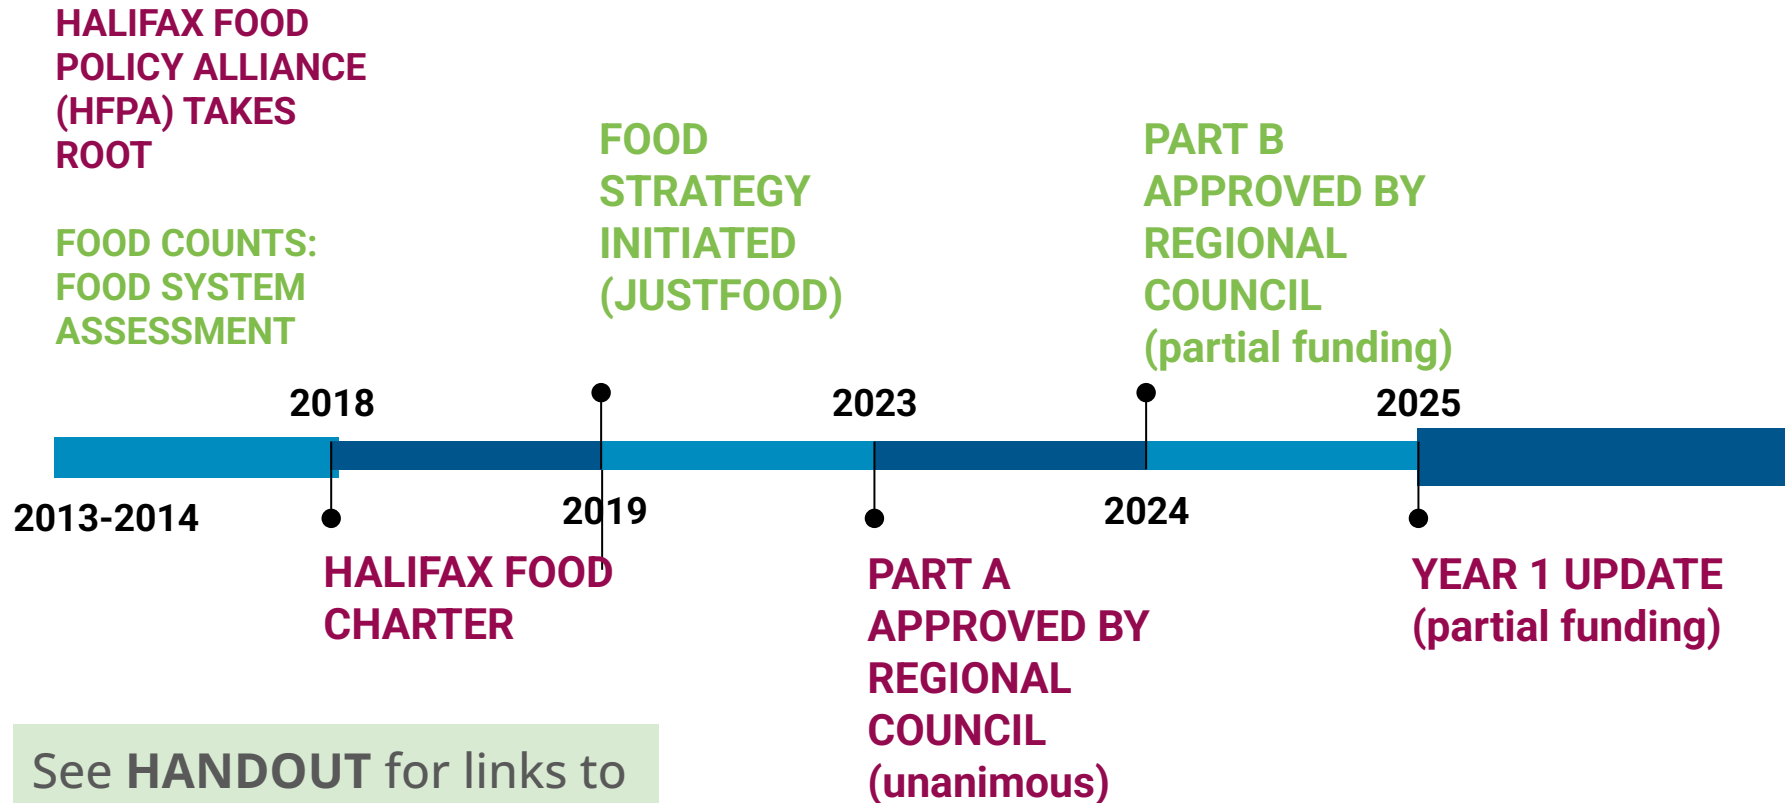 HALIFAX FOOD
POLICY ALLIANCE
(HFPA) TAKES
ROOT
FOOD COUNTS:
FOOD SYSTEM
ASSESSMENT
FOOD
STRATEGY
INITIATED
(JUSTFOOD)
PART B
APPROVED BY
REGIONAL
COUNCIL
(partial funding)
2018
2023
2025
2013-2014
2019
2024
HALIFAX FOOD
CHARTER
PART A
APPROVED BY
REGIONAL
COUNCIL
(unanimous)
YEAR 1 UPDATE
(partial funding)
See HANDOUT for links to